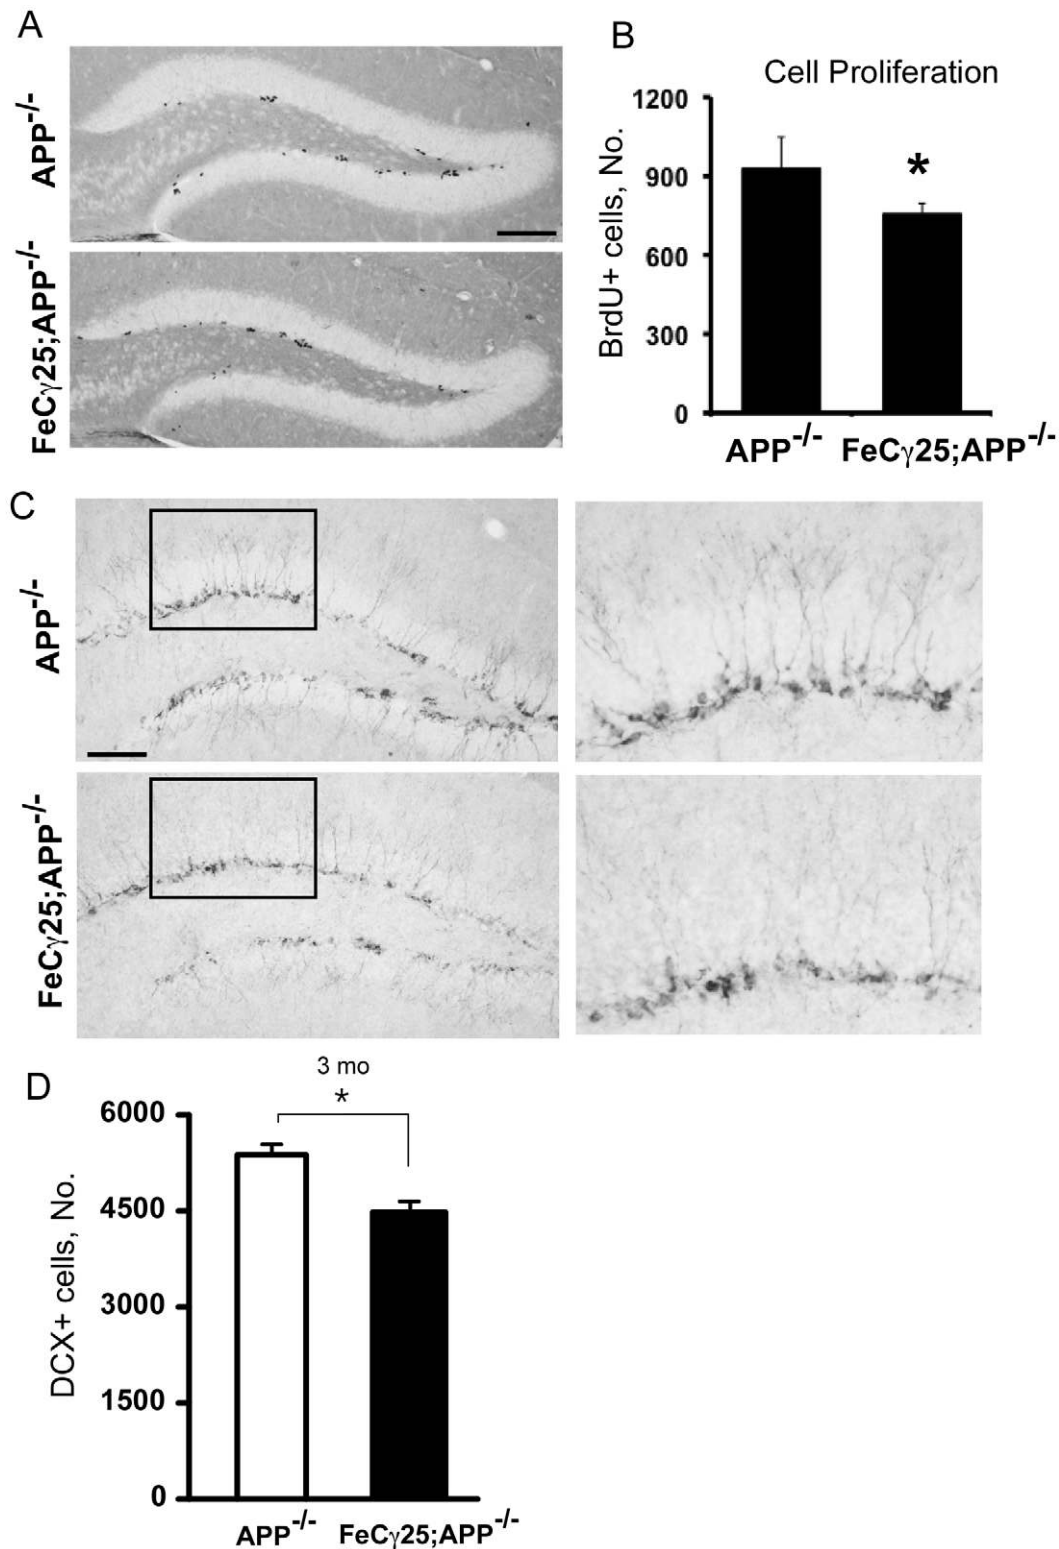 A
APP-/-
FeCγ25;APP-/-
B
Cell Proliferation
BrdU+ cells, No.
1200
900
600
300
0
*
APP-/-
FeCγ25;APP-/-
C
APP-/-
FeCγ25;APP-/-
D
3 mo
*
DCX+ cells, No.
6000
4500
3000
1500
0
APP-/-
FeCγ25;APP-/-